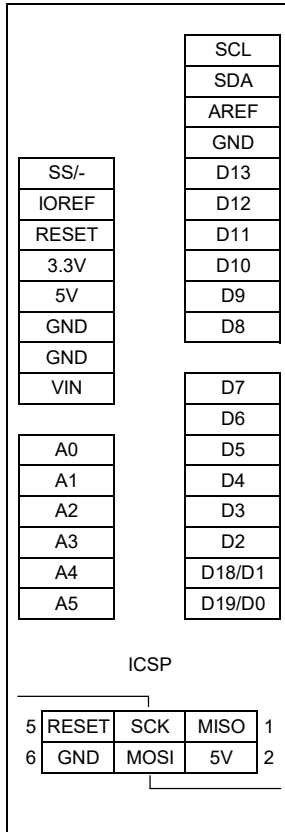 SCL
SDA
AREF
GND
SS/- D13
IOREF D12
RESET D11
3.3V D10
5V D9
GND D8
GND
VIN D7
D6
A0 D5
A1 D4
A2 D3
A3 D2
A4 D18/D1
A5 D19/D0
ICSP
5 RESET SCK MISO 1
6 GND MOSI 5V 2